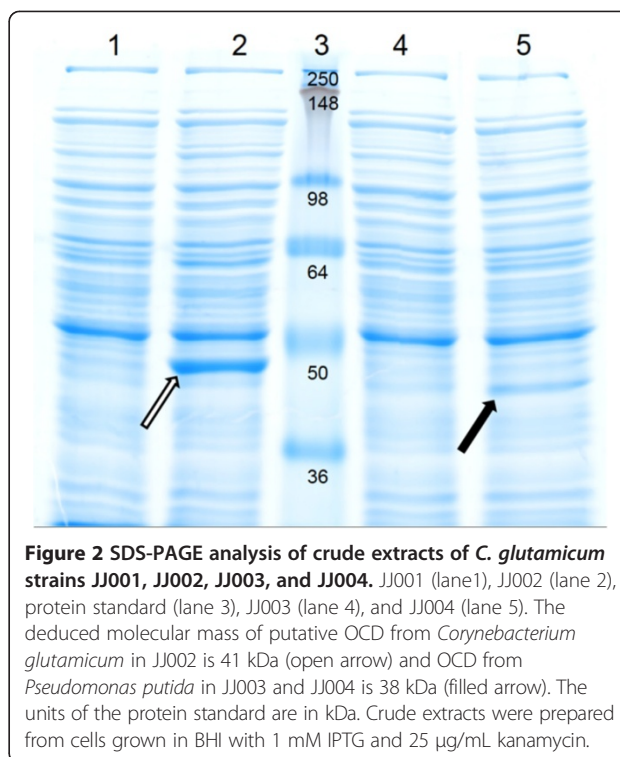 1 2 3 4 5
250
148
98
64
50
36
Figure 2 SDS-PAGE analysis of crude extracts of C. glutamicum
strains JJ001, JJ002, JJ003, and JJ004. JJ001 (lane1), JJ002 (lane 2),
protein standard (lane 3), JJ003 (lane 4), and JJ004 (lane 5). The
deduced molecular mass of putative OCD from Corynebacterium
glutamicum in JJ002 is 41 kDa (open arrow) and OCD from
Pseudomonas putida in JJ003 and JJ004 is 38 kDa (filled arrow). The
units of the protein standard are in kDa. Crude extracts were prepared
from cells grown in BHI with 1 mM IPTG and 25 μg/mL kanamycin.